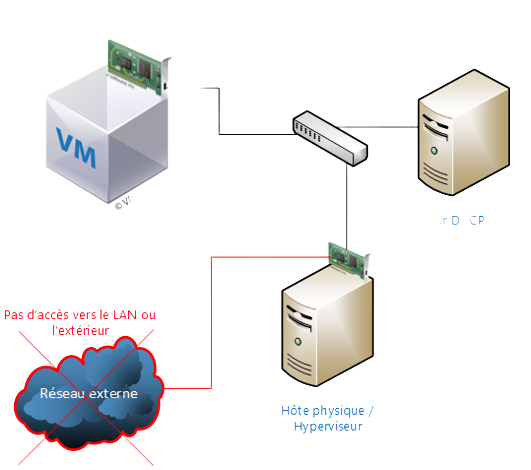 VM
Pas d'accès vers le LAN ou
l'extérieur
Réseau externe
Hôte physique /
Hyperviseur